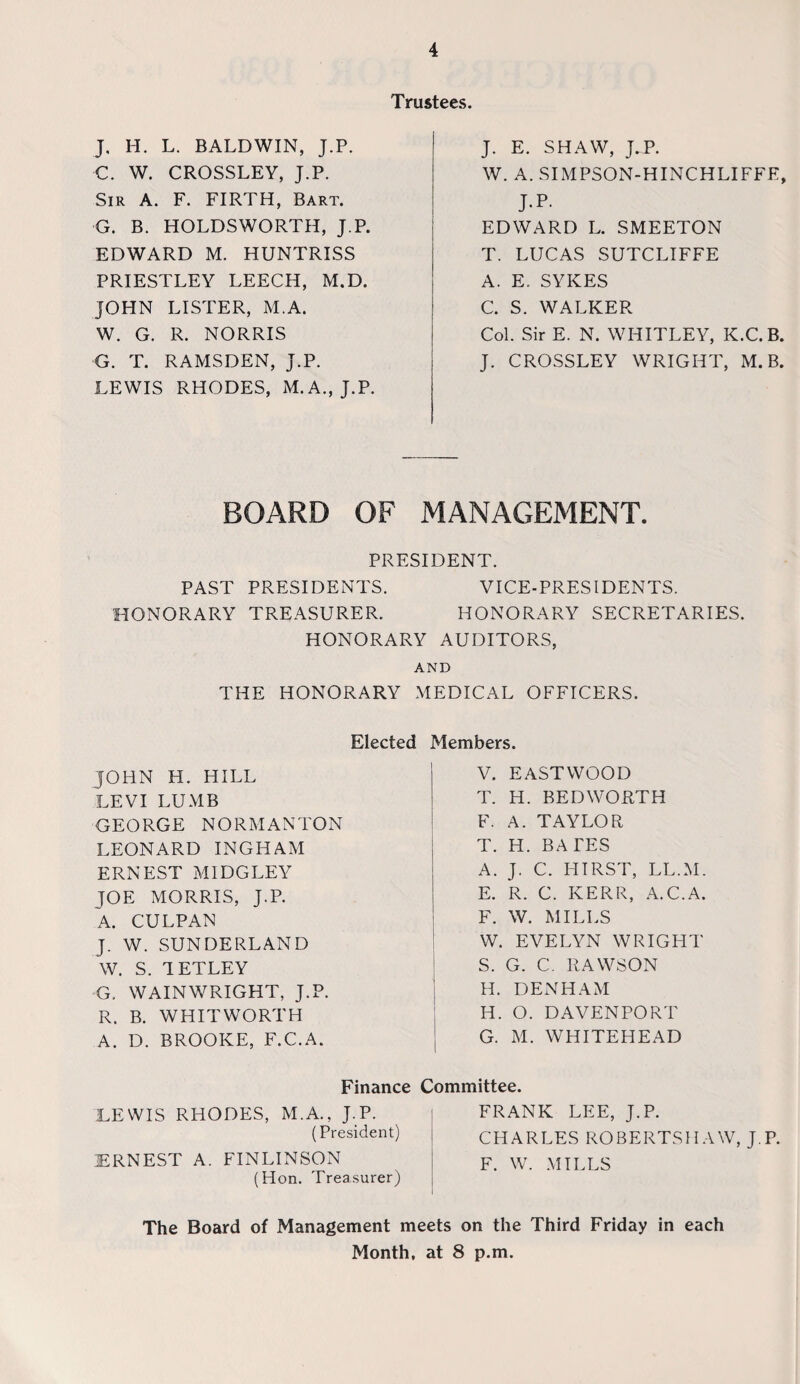 4
Trustees.
J. H. L. BALDWIN, J.P.
C. W. CROSSLEY, J.P.
SIR A. F. FIRTH, BART.
G. B. HOLDSWORTH, J.P.
EDWARD M. HUNTRISS
PRIESTLEY LEECH, M.D.
JOHN LISTER, M.A.
W. G. R. NORRIS
G. T. RAMSDEN, J.P.
LEWIS RHODES, M.A., J.P.
J. E. SHAW, J.P.
W. A. SIMPSON-HINCHLIFFE,
J.P.
EDWARD L. SMEETON
T. LUCAS SUTCLIFFE
A. E. SYKES
C. S. WALKER
Col. Sir E. N. WHITLEY, K.C.B.
J. CROSSLEY WRIGHT, M.B.
BOARD OF MANAGEMENT.
PRESIDENT.
PAST PRESIDENTS. VICE-PRESIDENTS.
HONORARY TREASURER. HONORARY SECRETARIES.
HONORARY AUDITORS,
AND
THE HONORARY MEDICAL OFFICERS.
Elected Members.
JOHN H. HILL
LEVI LUMB
GEORGE NORMANTON
LEONARD INGHAM
ERNEST MIDGLEY
JOE MORRIS, J.P.
A. CULPAN
J. W. SUNDERLAND
W. S. TETLEY
G. WAINWRIGHT, J.P.
R. B. WHITWORTH
A. D. BROOKE, F.C.A.
V. EASTWOOD
T. H. BEDWORTH
F. A. TAYLOR
T. H. BATES
A. J. C. HIRST, LL.M.
E. R. C. KERR, A.C.A.
F. W. MILLS
W. EVELYN WRIGHT
S. G. C. RAWSON
H. DENHAM
H. O. DAVENPORT
G. M. WHITEHEAD
Finance Committee.
LEWIS RHODES, M.A., J.P.
(President)
ERNEST A. FINLINSON
(Hon. Treasurer)
FRANK LEE, J.P.
CHARLES ROBERTSHAW, J.P.
F. W. MILLS
The Board of Management meets on the Third Friday in each
Month, at 8 p.m.